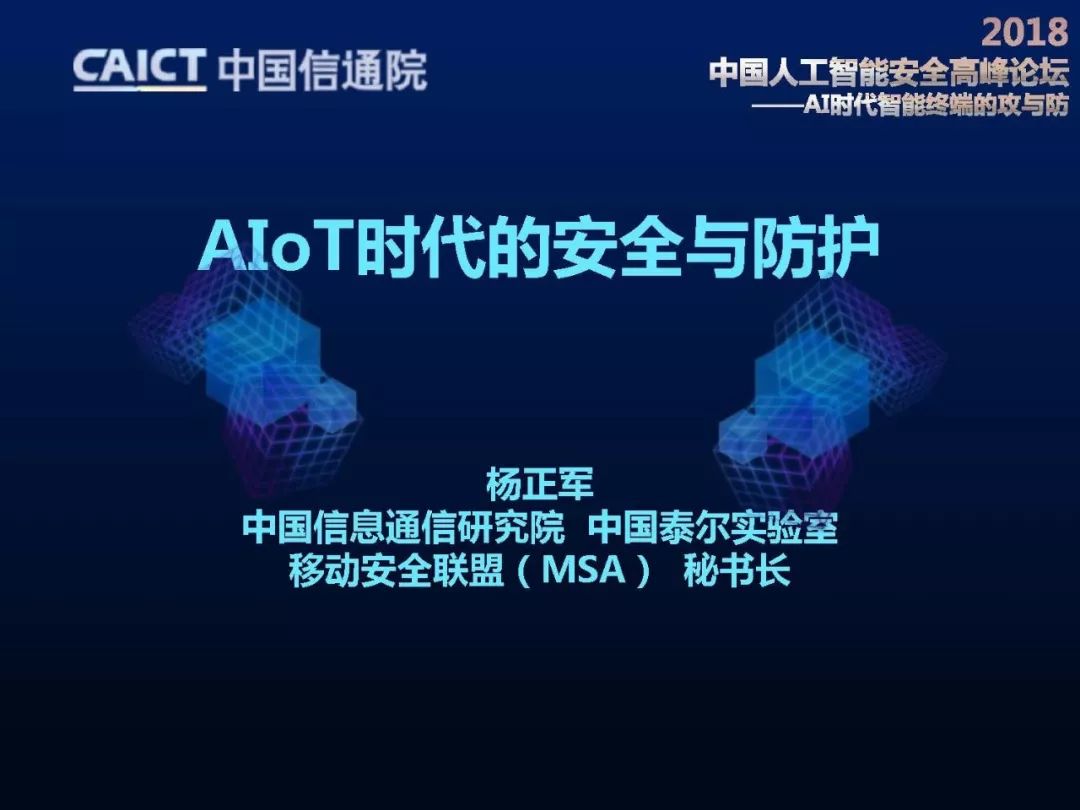 CAICT 中国信通院
2018
中国人工智能安全高峰论坛
——AI时代智能终端的攻与防
AIoT时代的安全与防护
杨正军
中国信息通信研究院 中国泰尔实验室
移动安全联盟（MSA） 秘书长